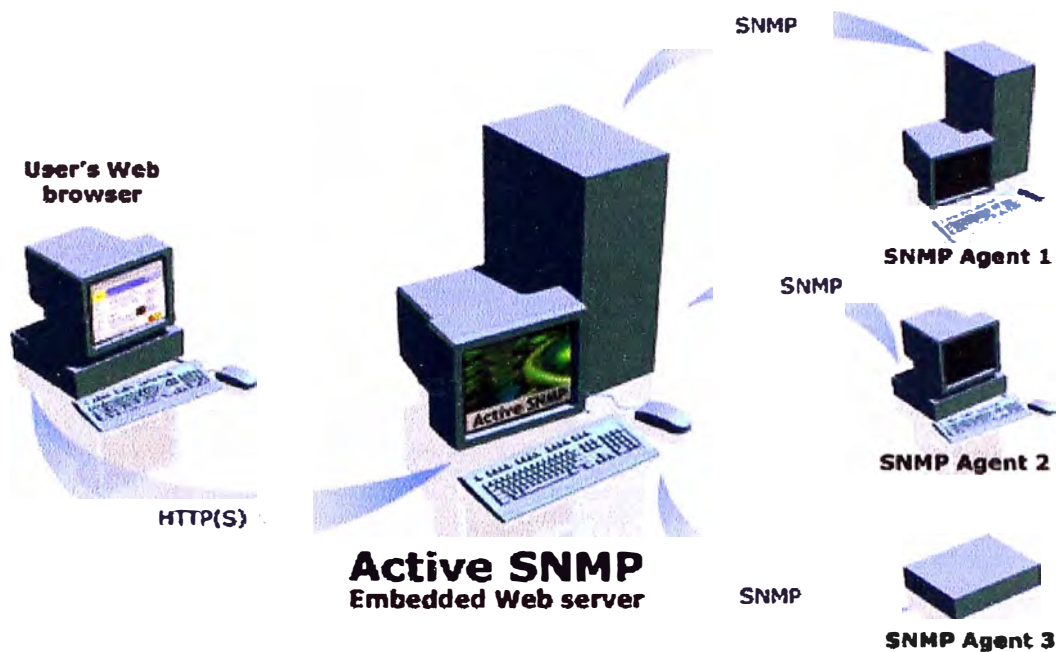 SNMP
User's Web
browser
SNMP Agent 1
SNMP
Active SNMP
SNMP Agent 2
HTTP(S)
Active SNMP
Embedded Web server
SNMP
SNMP Agent 3